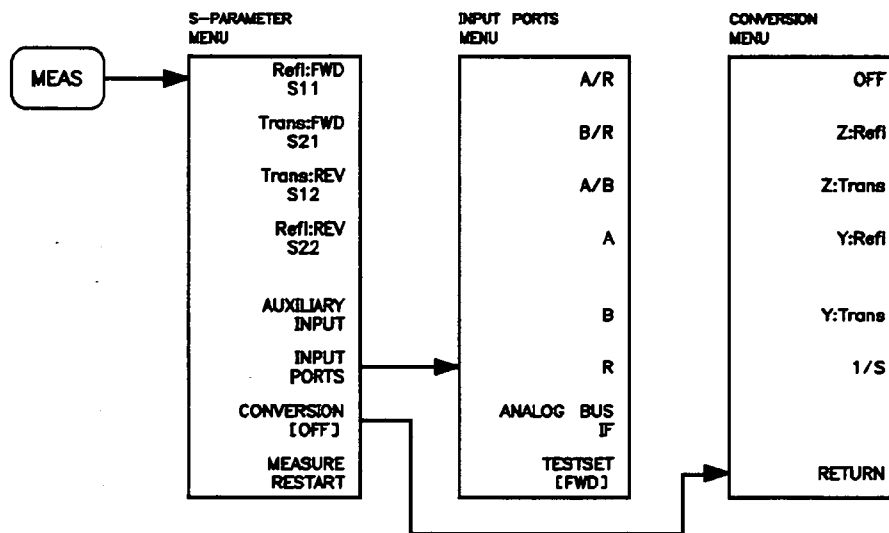 S-PARAMETER
MENU
INPUT PORTS
MENU
CONVERSION
MENU
MEAS
Refl:FWD
S11
Trans:FWD
S21
Trans:REV
S12
Refl:REV
S22
AUXILIARY
INPUT
INPUT
PORTS
CONVERSION
[OFF]
MEASURE
RESTART
A/R
B/R
A/B
A
B
R
ANALOG BUS
IF
TESTSET
[FWD]
OFF
Z:Refl
Z:Trans
Y:Refl
Y:Trans
1/S
RETURN